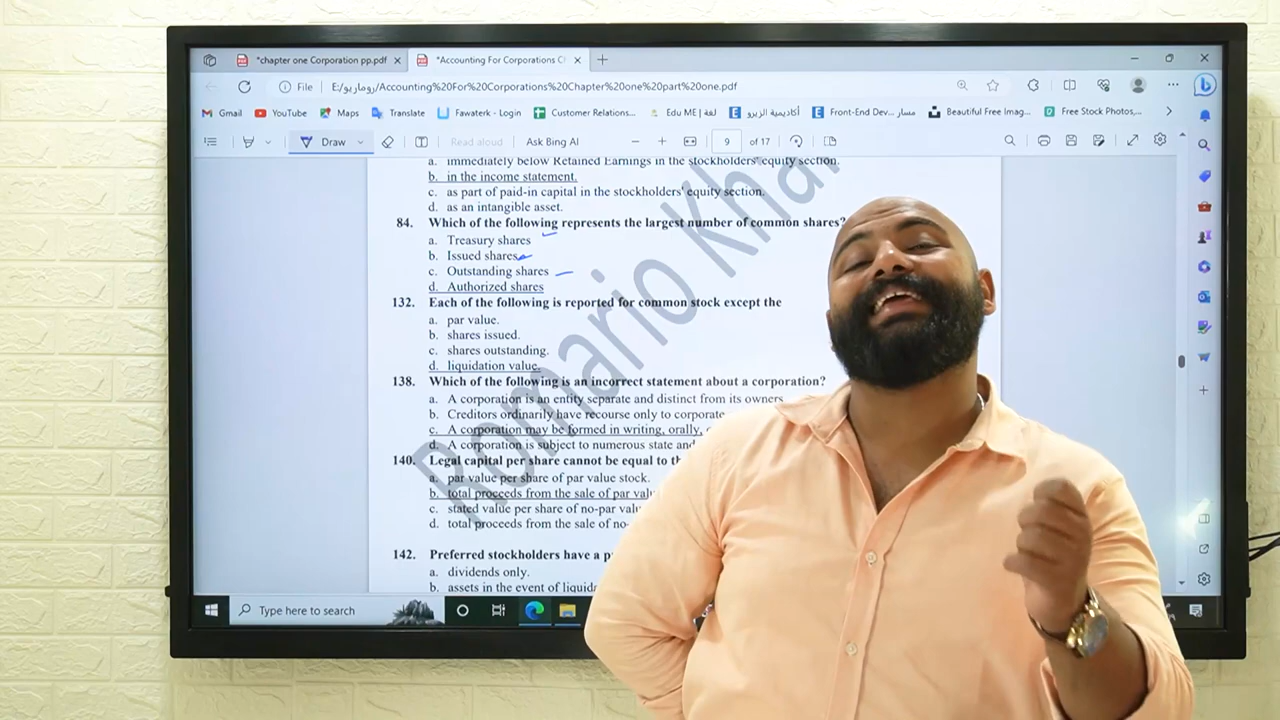 *chapter one Corporation pp.pdf
*Accounting For Corporations Cl
File
E:/روماريو/Accounting%20For%20Corporations%20Chapter%20one%20part%20one.pdf
Gmail
YouTube
Maps
Translate
Fawaterk - Login
Customer Relations...
Edu ME | لغة
أكاديمية الزيرو
Front-End Dev... مسار
Beautiful Free Imag...
Free Stock Photos,...
Draw
Read aloud
Ask Bing AI
9 of 17
a. immediately below Retained Earnings in the stockholders' equity section.
b. in the income statement.
c. as part of paid-in capital in the stockholders' equity section.
d. as an intangible asset.
84. Which of the following represents the largest number of common shares?
a. Treasury shares
b. Issued shares
c. Outstanding shares
d. Authorized shares
132. Each of the following is reported for common stock except the
a. par value.
b. shares issued.
c. shares outstanding.
d. liquidation value.
138. Which of the following is an incorrect statement about a corporation?
a. A corporation is an entity separate and distinct from its owners
b. Creditors ordinarily have recourse only to corporate
c. A corporation may be formed in writing, orally,
d. A corporation is subject to numerous state and
140. Legal capital per share cannot be equal to th
a. par value per share of par value stock.
b. total proceeds from the sale of par valu
c. stated value per share of no-par valu
d. total proceeds from the sale of no-
142. Preferred stockholders have a p
a. dividends only.
b. assets in the event of liquida
Romario Khal
Type here to search